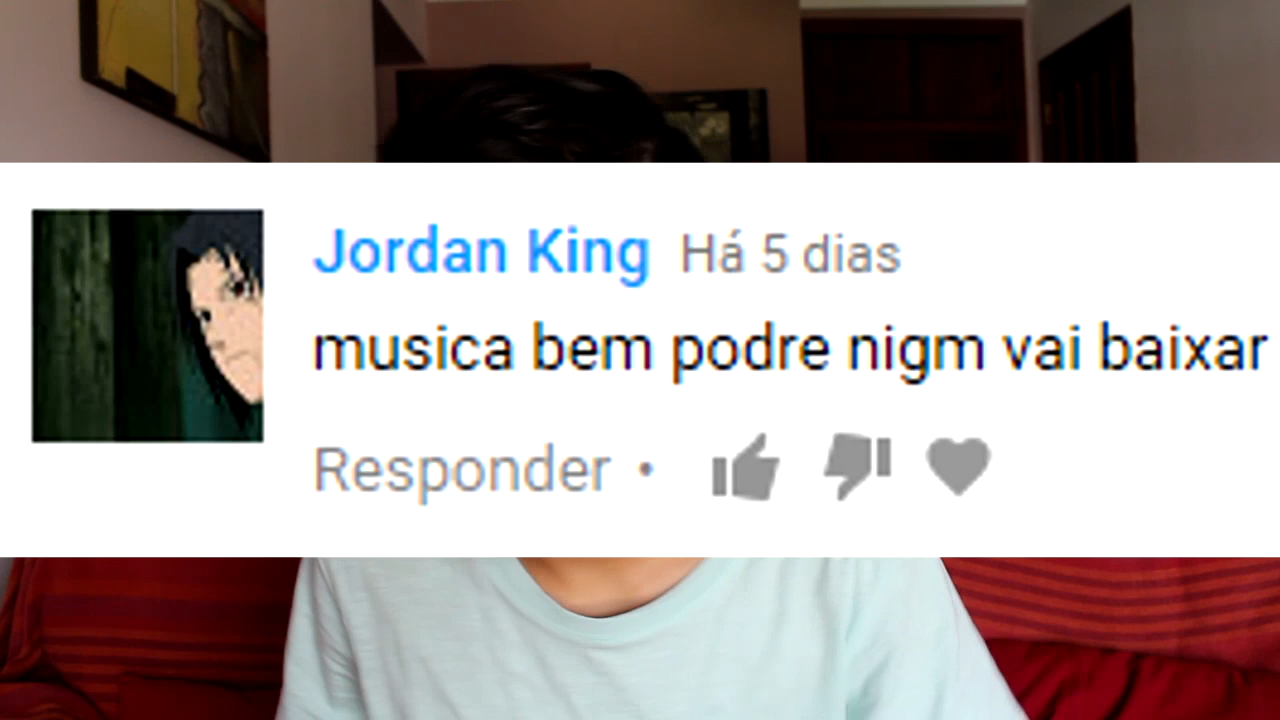 Jordan King Há 5 dias
musica bem podre nigm vai baixar
Responder •